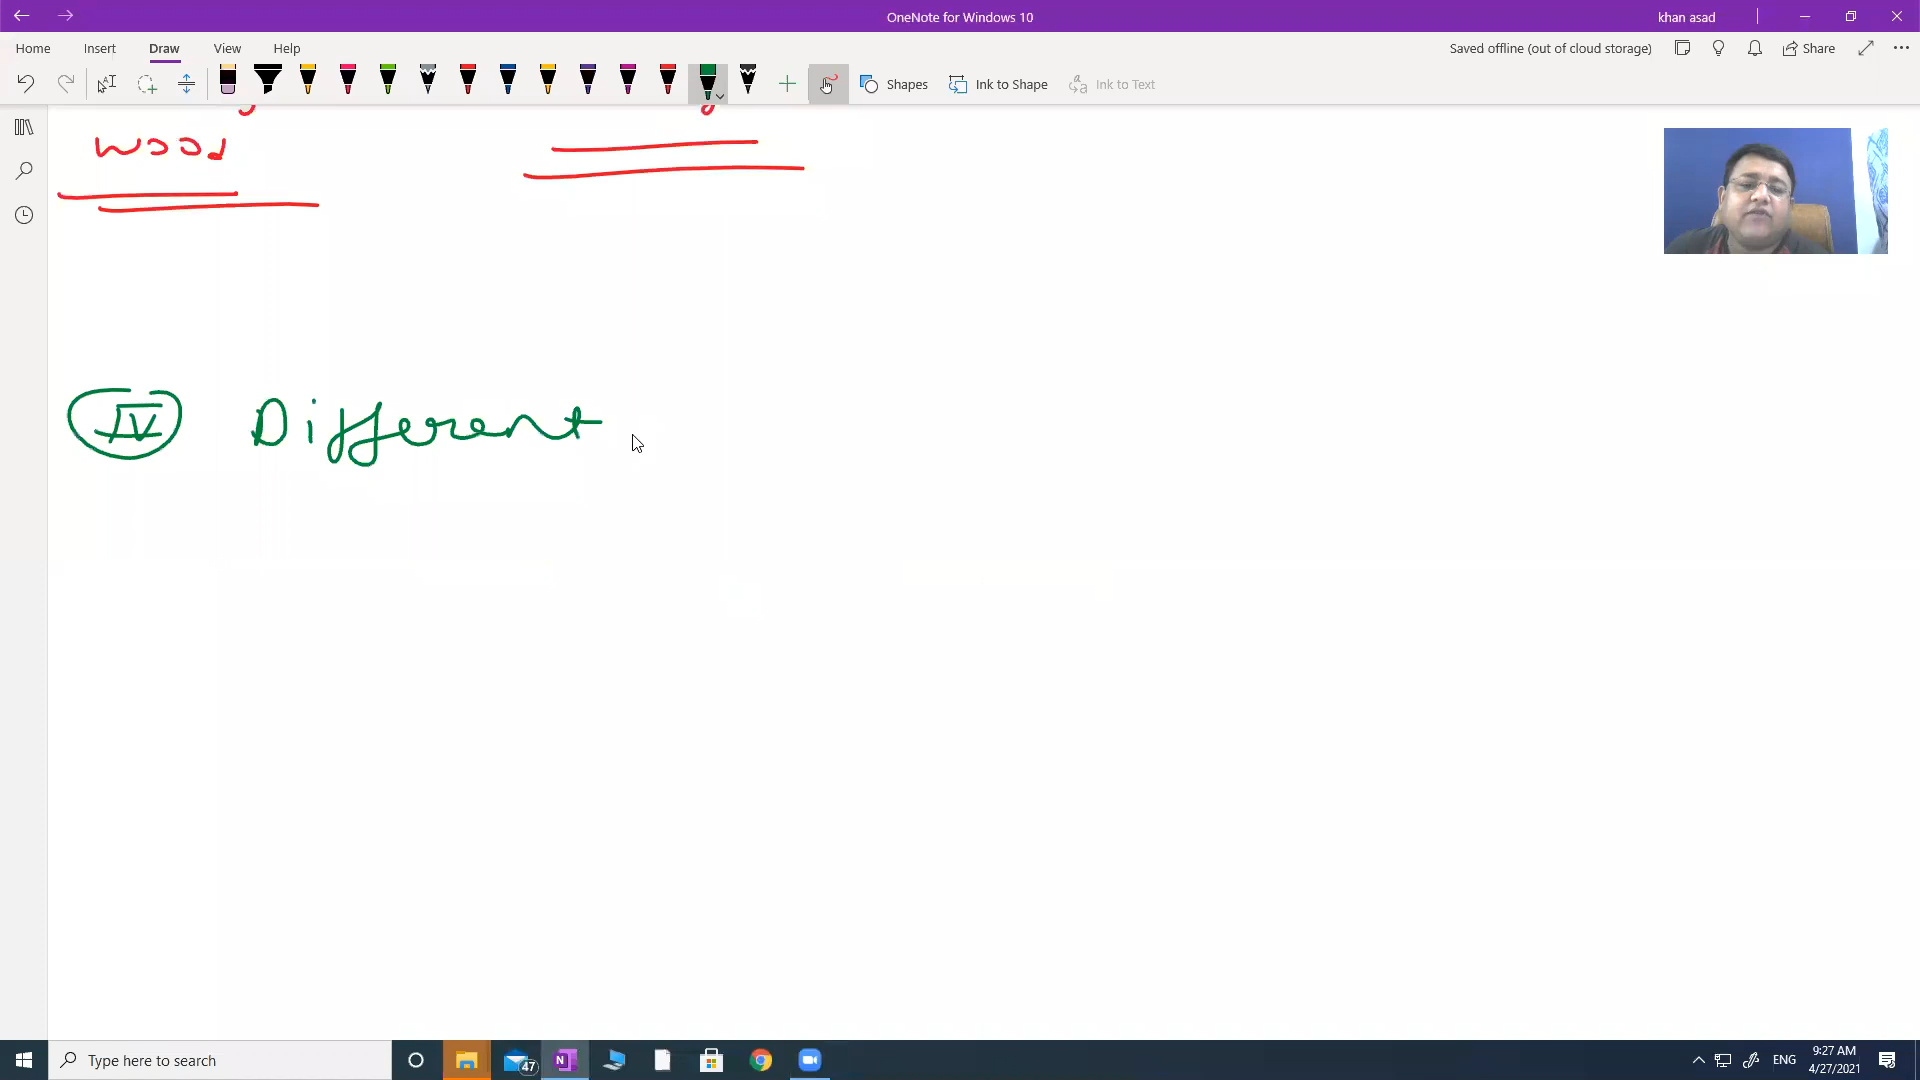 OneNote for Windows 10
khan asad
Home Insert Draw View Help
Saved offline (out of cloud storage)
Share
Shapes
Ink to Shape
Ink to Text
wood
IV Different
Type here to search
47
ENG
9:27 AM
4/27/2021